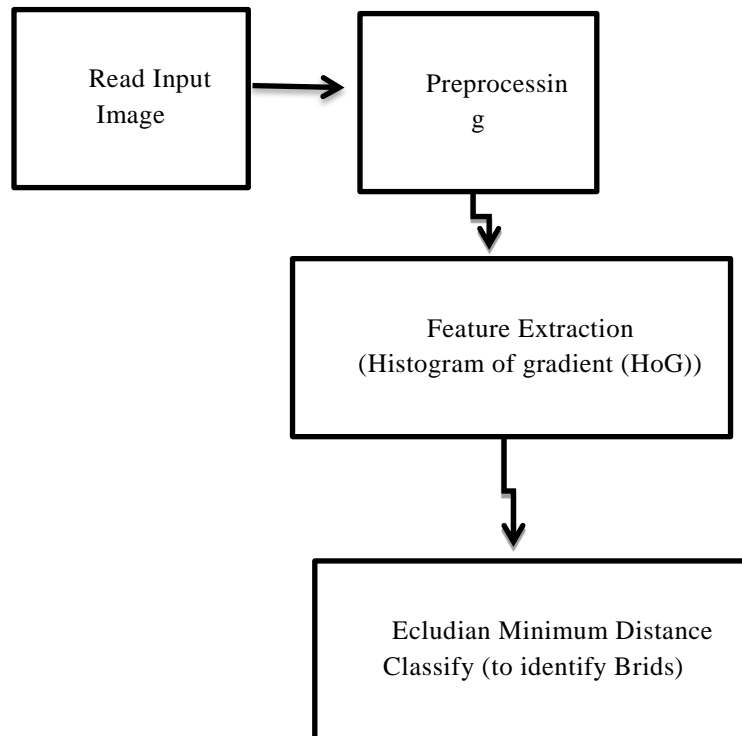 Read Input
Image
Preprocessin
g
Feature Extraction
(Histogram of gradient (HoG))
Ecludian Minimum Distance
Classify (to identify Brids)